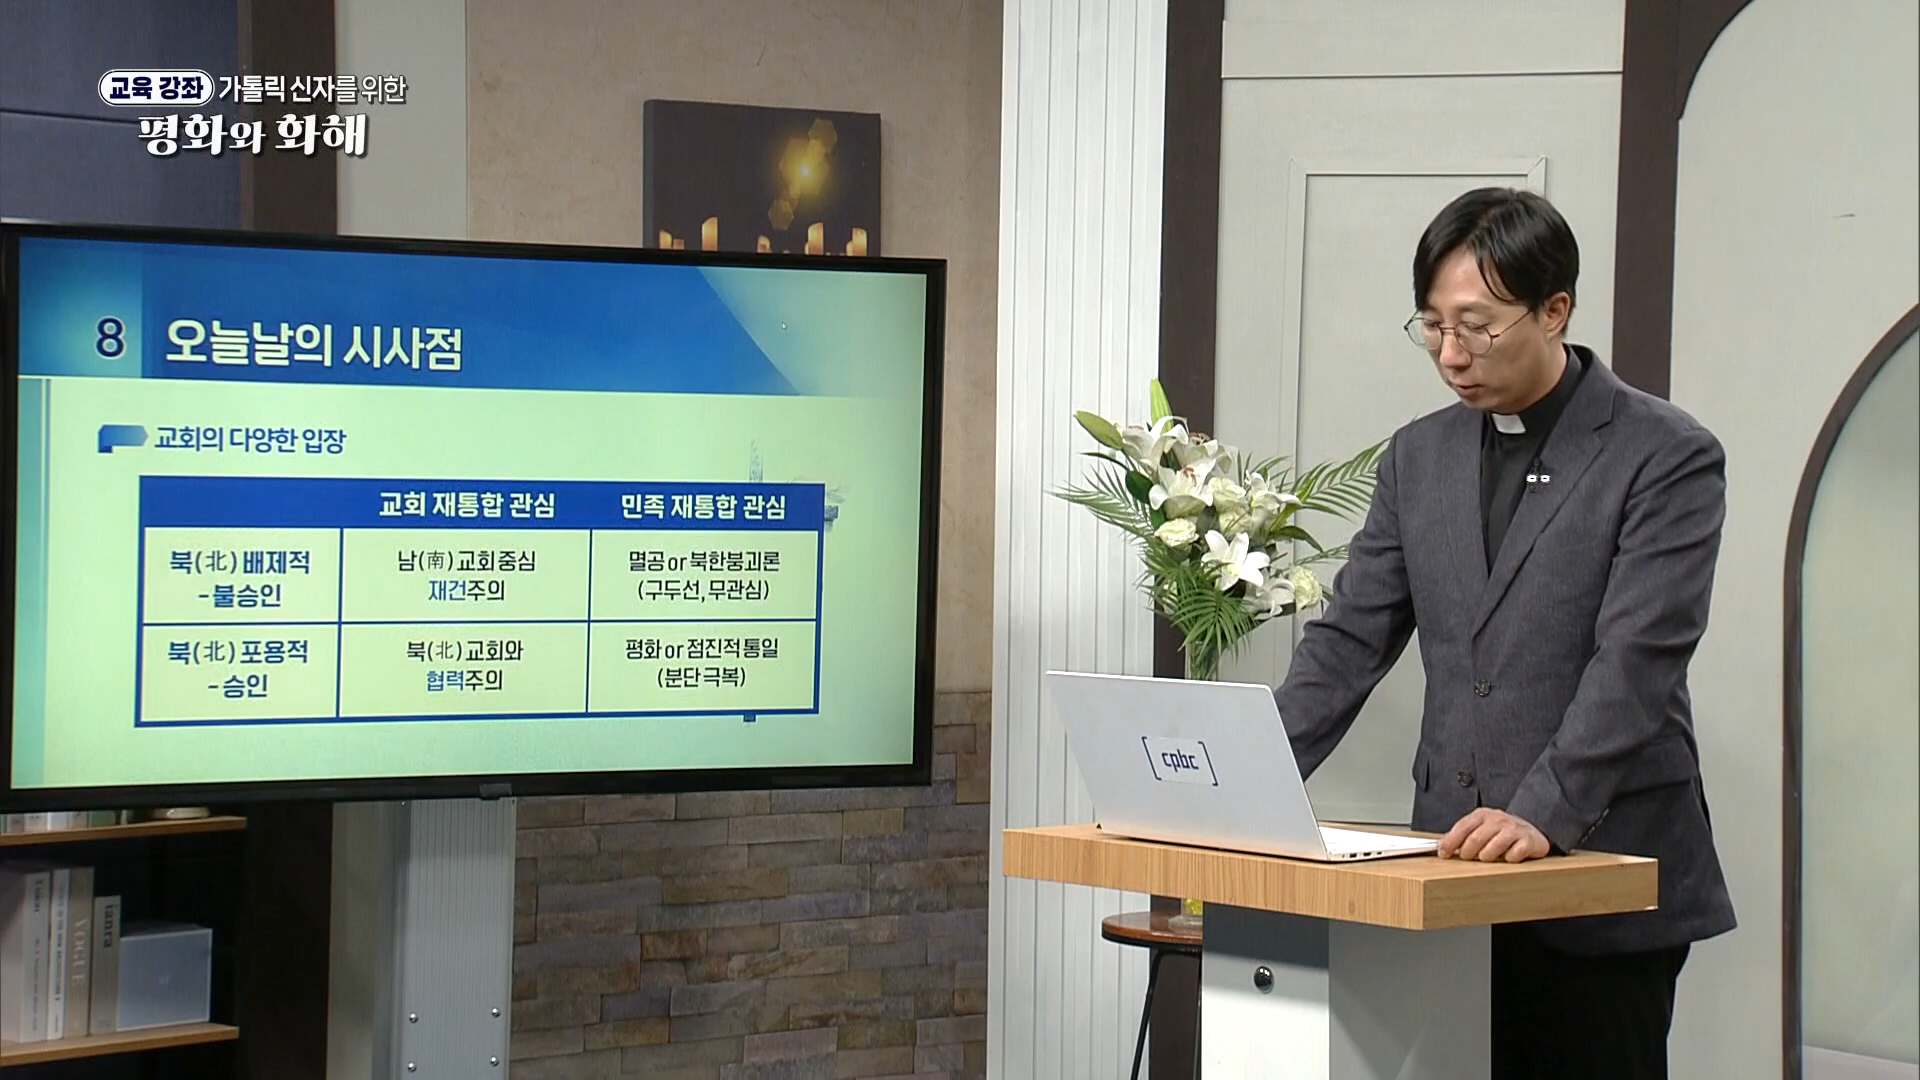 교육 강좌 가톨릭 신자를 위한
평화와 화해
8 오늘날의 시사점
교회의 다양한 입장
교회 재통합 관심 민족 재통합 관심
북(北) 배제적
-불승인
남(南)교회중심
재건주의
멸공or북한붕괴론
(구두선,무관심)
북(北) 포용적
-승인
북(北)교회와
협력주의
평화or점진적통일
(분단극복)
[cpbc]
VOGUE